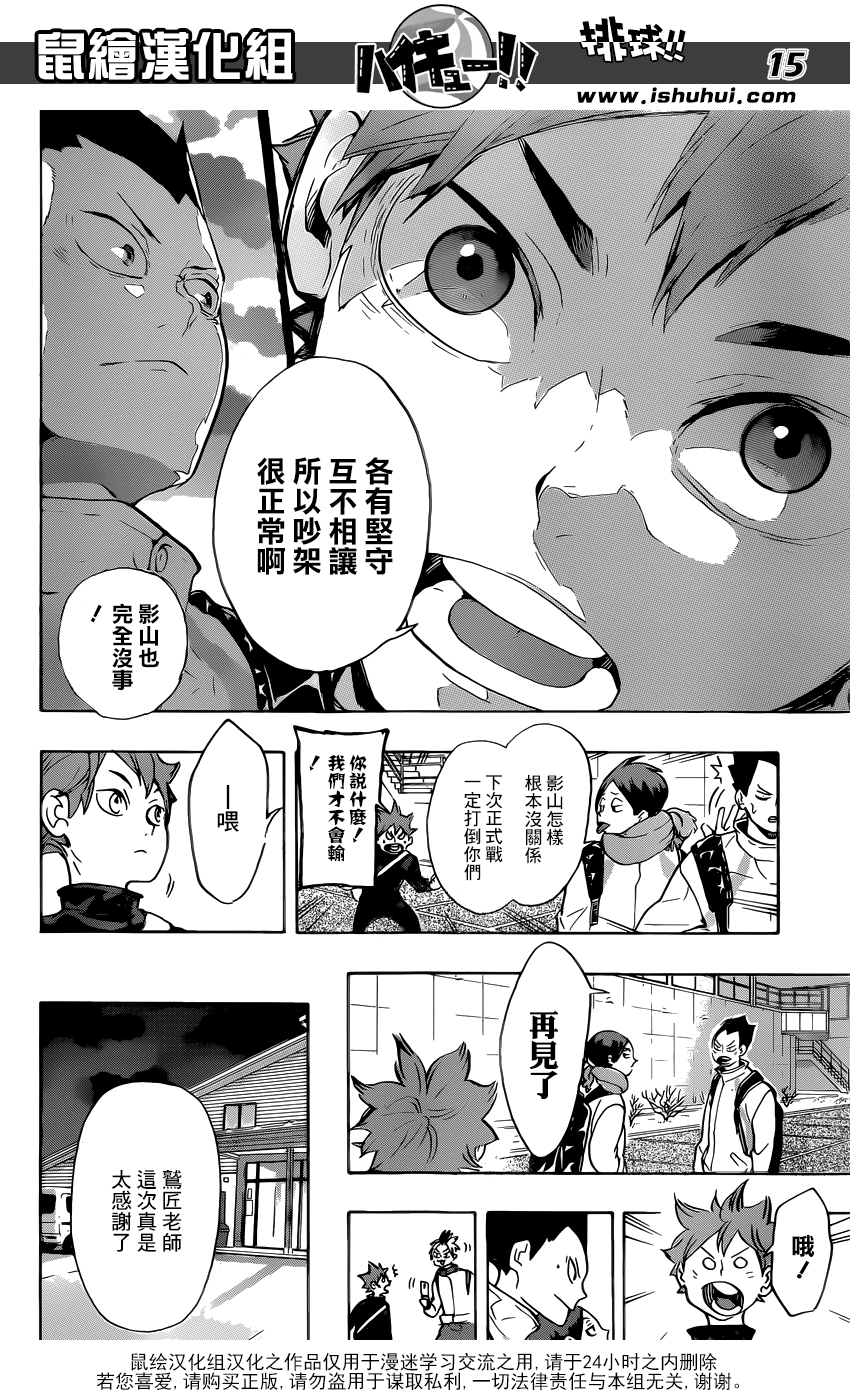 鼠繪漢化組
ハイキュー!!
排球!!
15
www.ishuhui.com
各有堅守
互不相讓
所以吵架
很正常啊
影山也
完全沒事
!
影山怎樣
根本沒關係
下次正式戰
一定打倒你們
你說什麼!
我們才不會輸
!
—喂
再見了
鷲匠老師
這次真是
太感謝了
哦!
鼠绘汉化组汉化之作品仅用于漫迷学习交流之用, 请于24小时之内删除
若您喜爱, 请购买正版, 请勿盗用于谋取私利, 一切法律责任与本组无关, 谢谢。